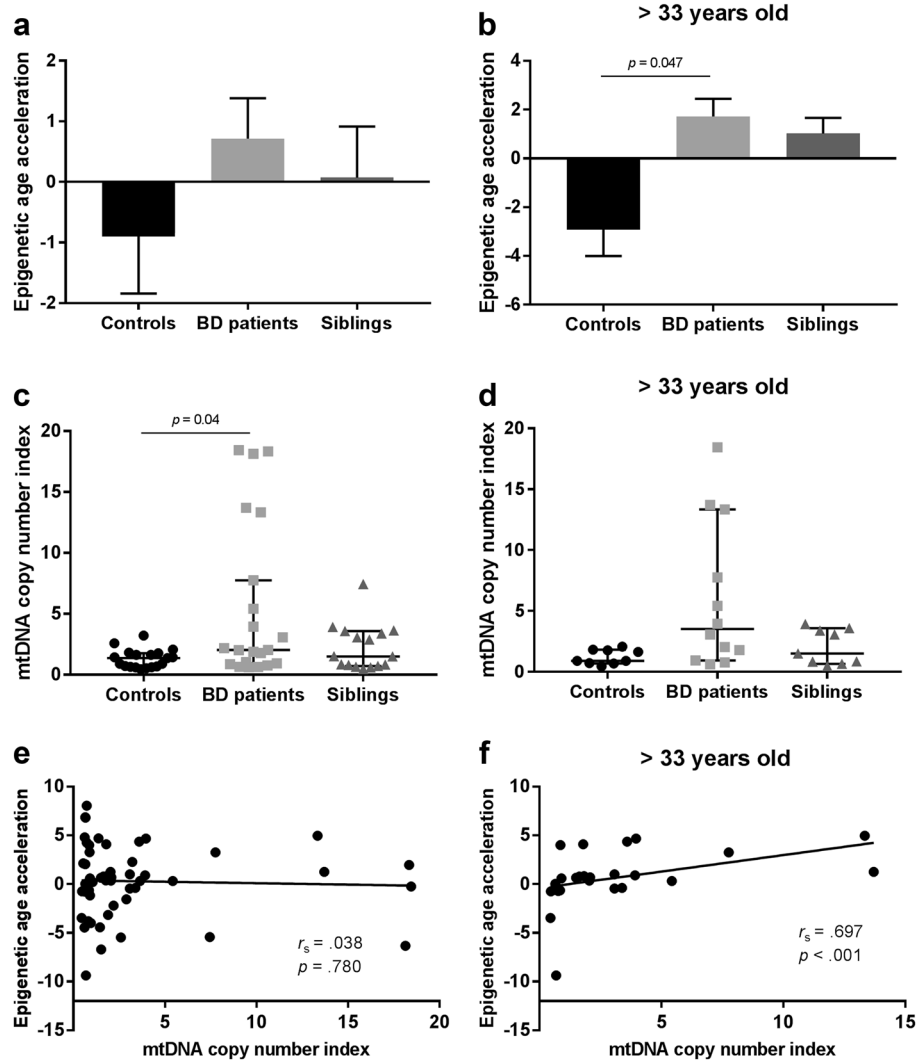 a
Epigenetic age acceleration
2
1
0
-1
-2
Controls BD patients Siblings
b
> 33 years old
Epigenetic age acceleration
4
2
0
-2
-4
-6
p = 0.047
Controls BD patients Siblings
c
mtDNA copy number index
20
15
10
5
0
p = 0.04
Controls BD patients Siblings
d
> 33 years old
mtDNA copy number index
20
15
10
5
0
Controls BD patients Siblings
e
Epigenetic age acceleration
10
5
0
-5
-10
-15
rs = .038
p = .780
5 10 15 20
mtDNA copy number index
f
> 33 years old
Epigenetic age acceleration
10
5
0
-5
-10
-15
rs = .697
p < .001
5 10 15
mtDNA copy number index